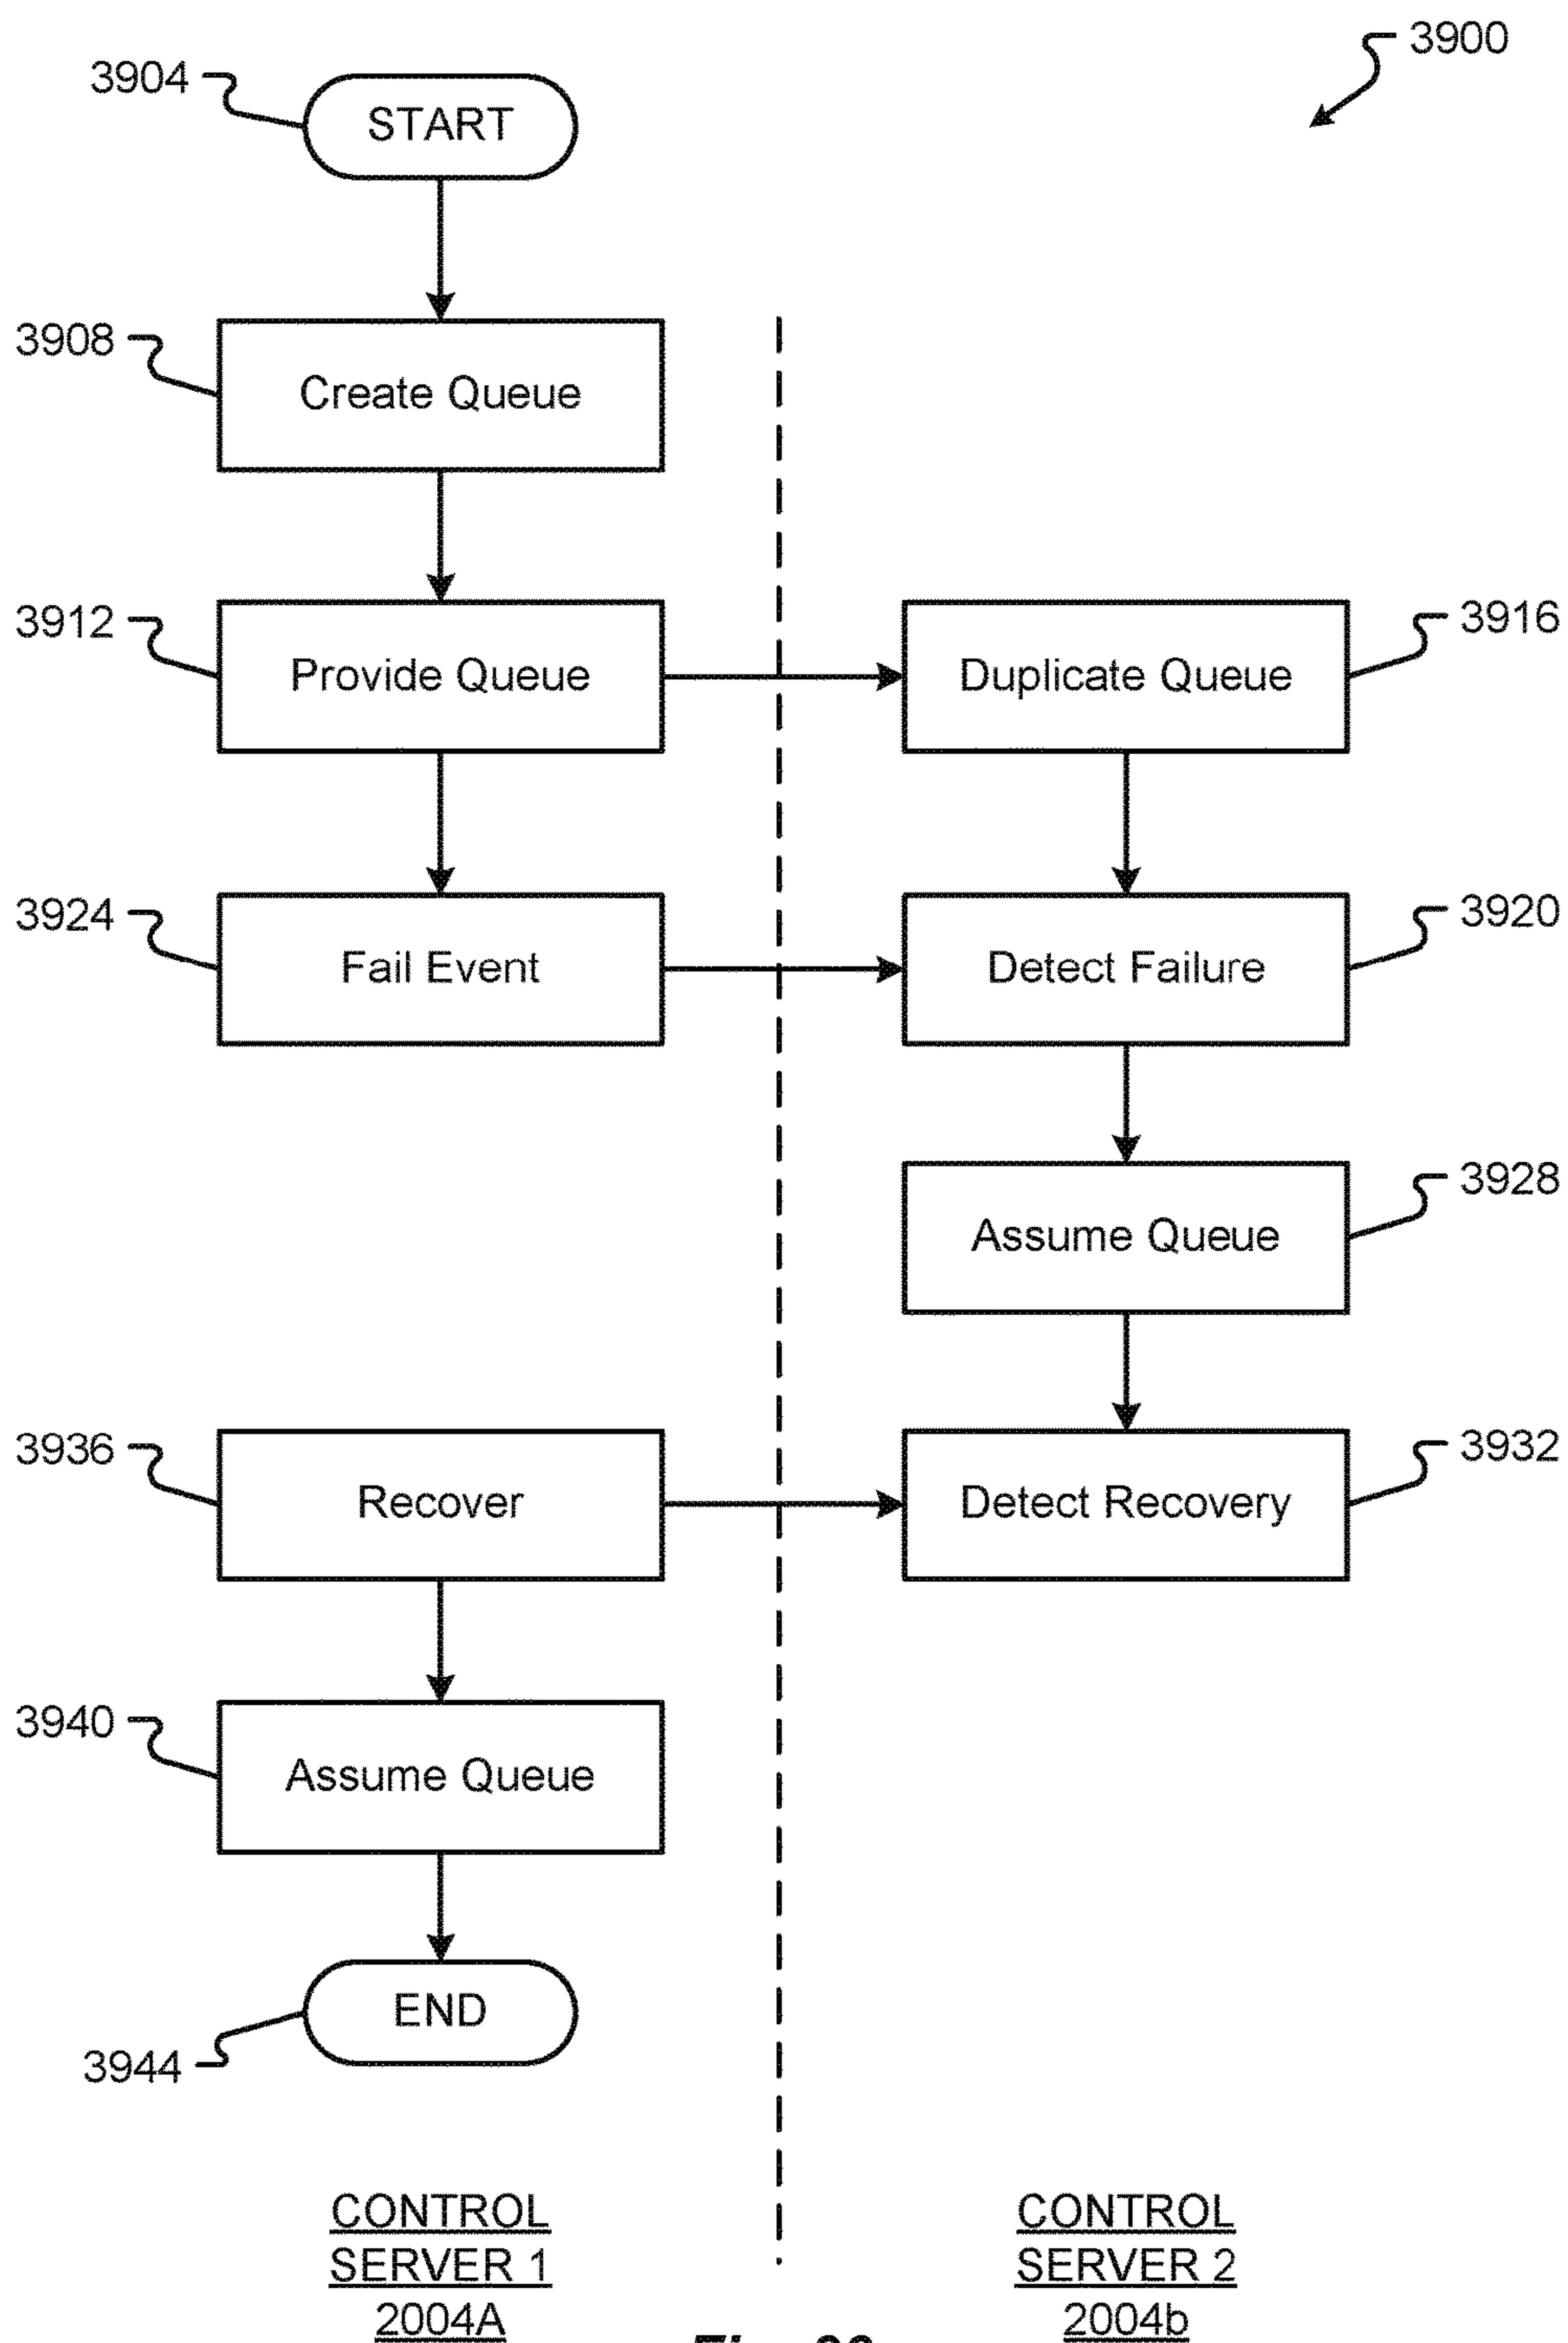 3900
3904
START
3908
Create Queue
3912
Provide Queue
Duplicate Queue
3916
3924
Fail Event
Detect Failure
3920
Assume Queue
3928
3936
Recover
Detect Recovery
3932
3940
Assume Queue
END
3944
CONTROL
SERVER 1
2004A
CONTROL
SERVER 2
2004b